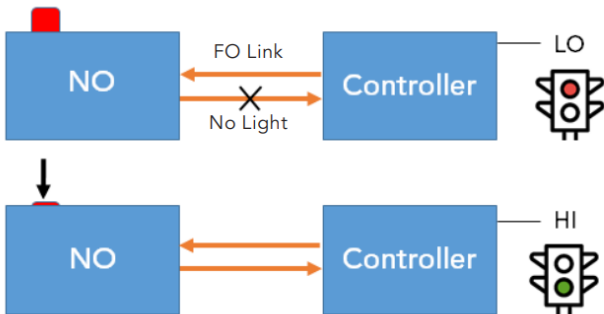 FO Link
LO
NO
Controller
No Light
HI
NO
Controller